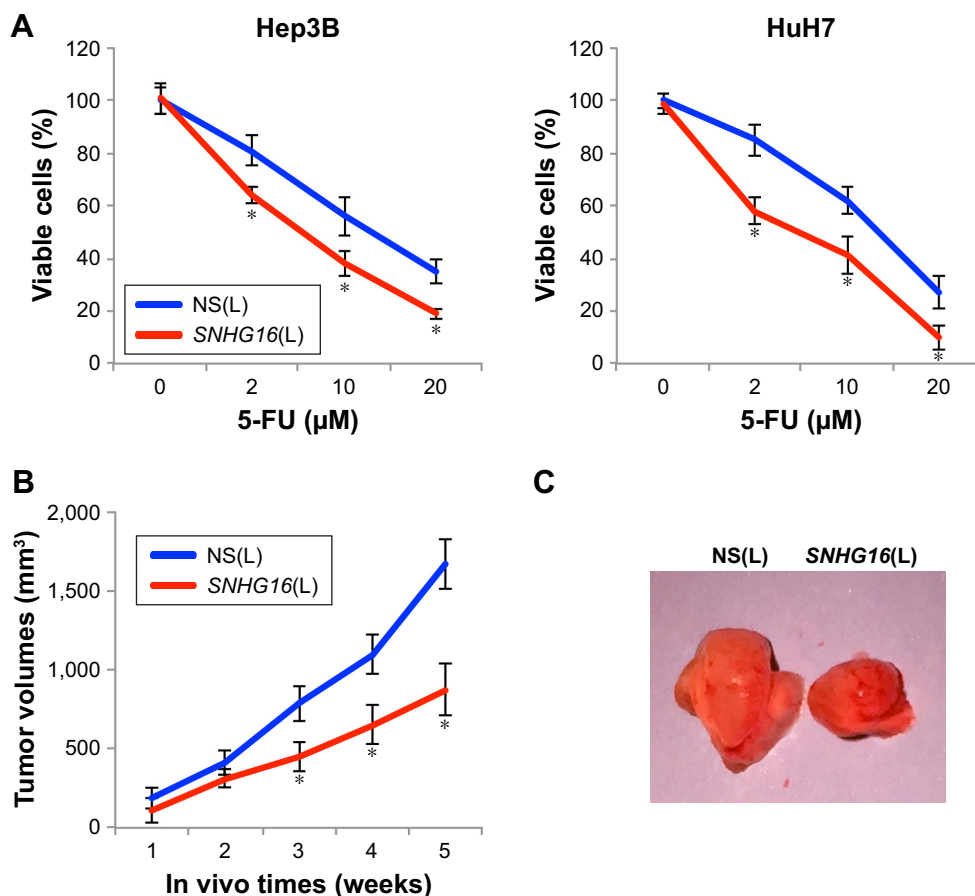 A
Hep3B
HuH7
Viable cells (%)
120
100
80
60
40
20
0
NS(L)
SNHG16(L)
*
*
*
0 2 10 20
5-FU (µM)
Viable cells (%)
120
100
80
60
40
20
0
*
*
*
0 2 10 20
5-FU (µM)
B
Tumor volumes (mm³)
2,000
1,500
1,000
500
0
NS(L)
SNHG16(L)
*
*
*
1 2 3 4 5
In vivo times (weeks)
C
NS(L) SNHG16(L)